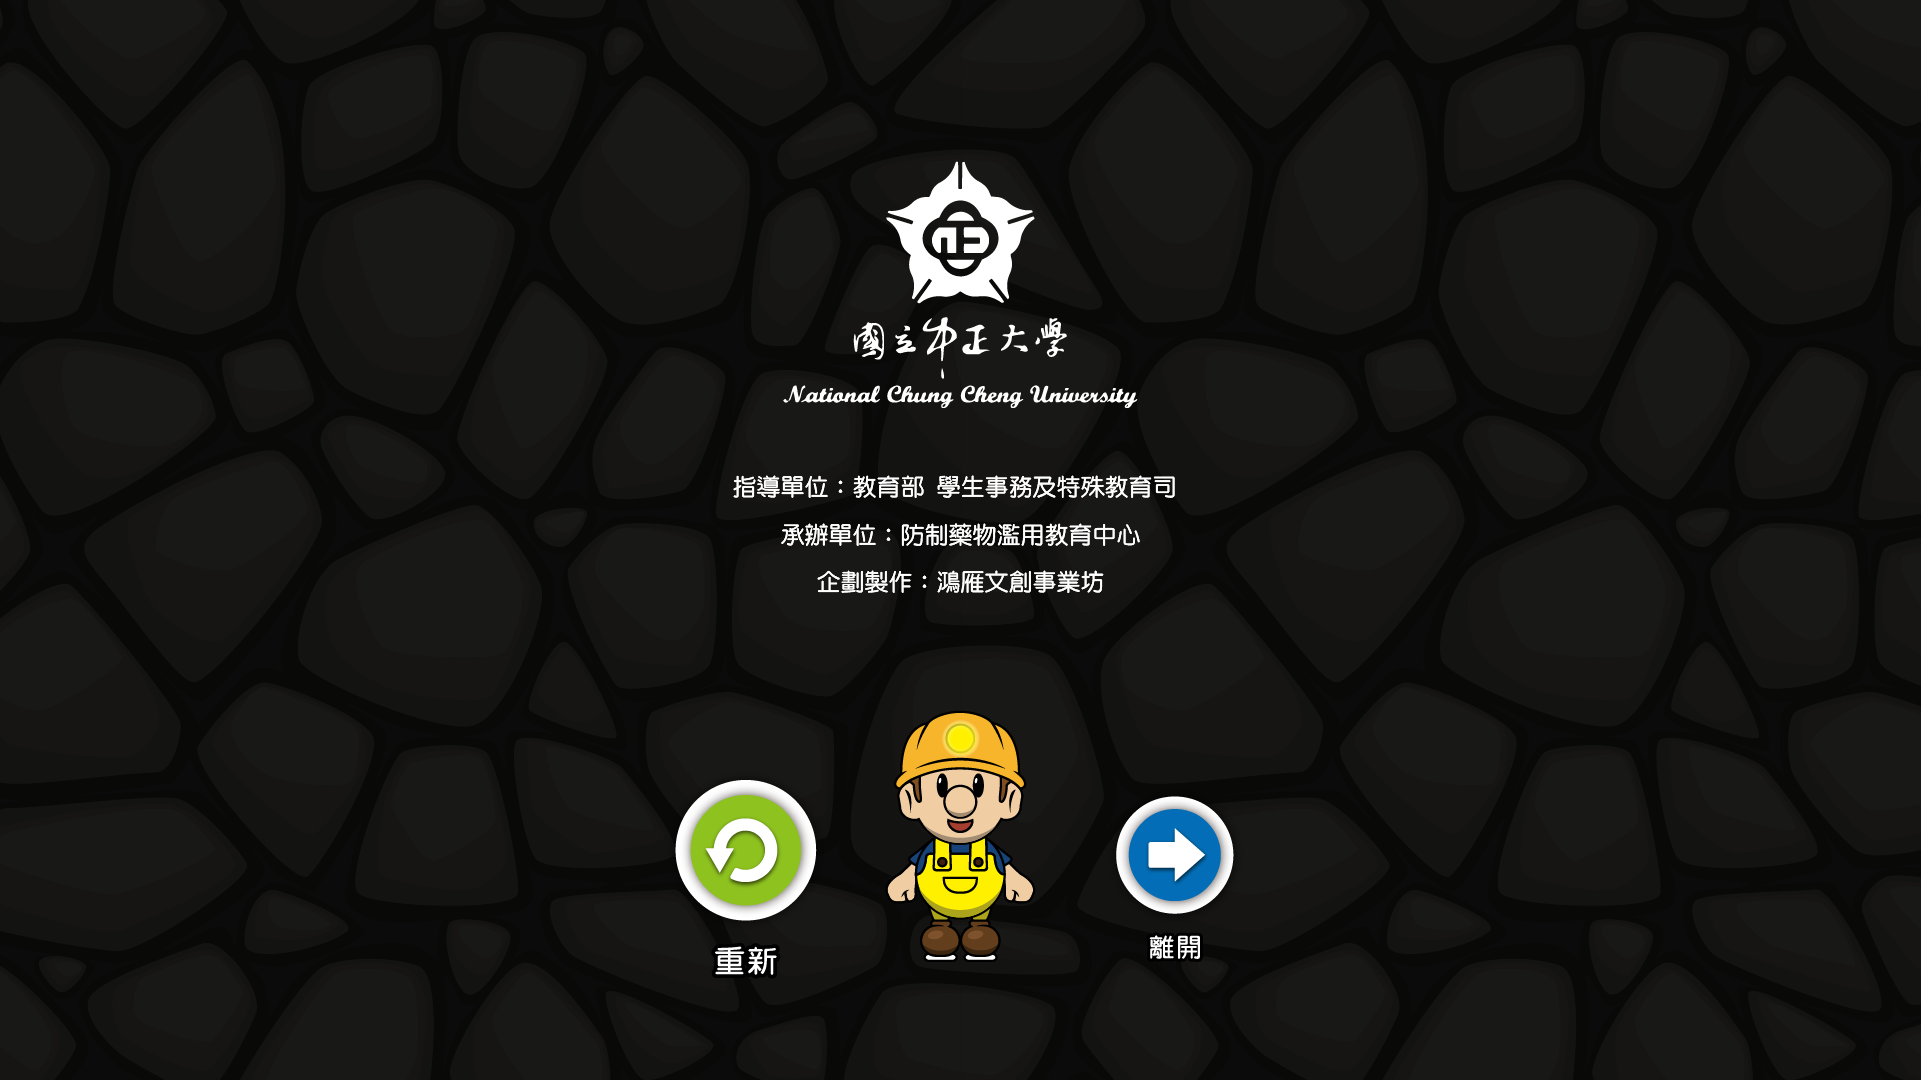 正
國立中正大學
National Chung Cheng University
指導單位：教育部 學生事務及特殊教育司
承辦單位：防制藥物濫用教育中心
企劃製作：鴻雁文創事業坊
重新
離開